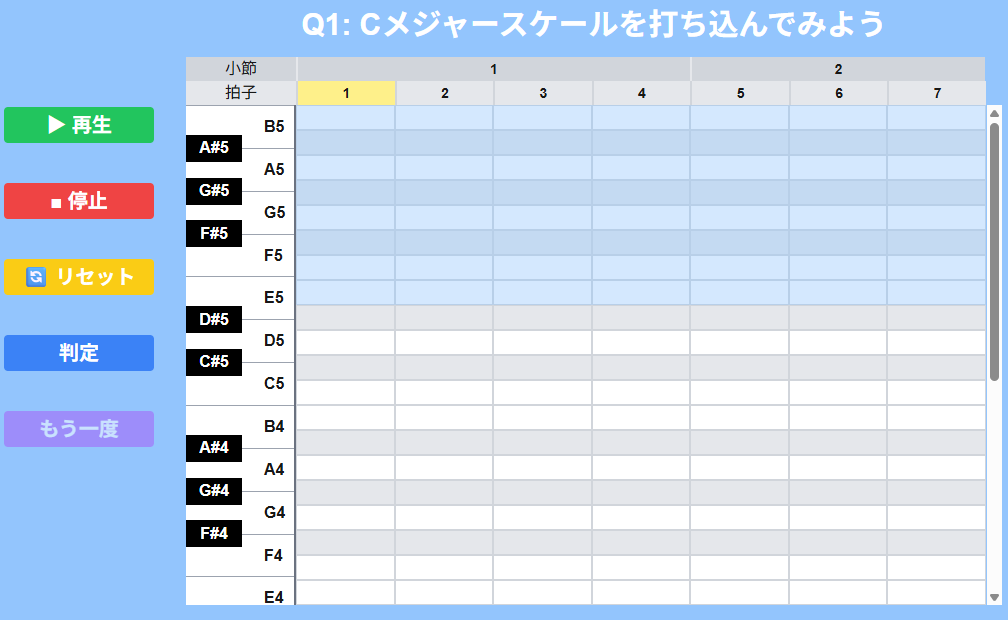 Q1: Cメジャースケールを打ち込んでみよう
小節 1 2
拍子 1 2 3 4 5 6 7
▶ 再生
■ 停止
🔄 リセット
判定
もう一度
B5
A#5
A5
G#5
G5
F#5
F5
E5
D#5
D5
C#5
C5
B4
A#4
A4
G#4
G4
F#4
F4
E4